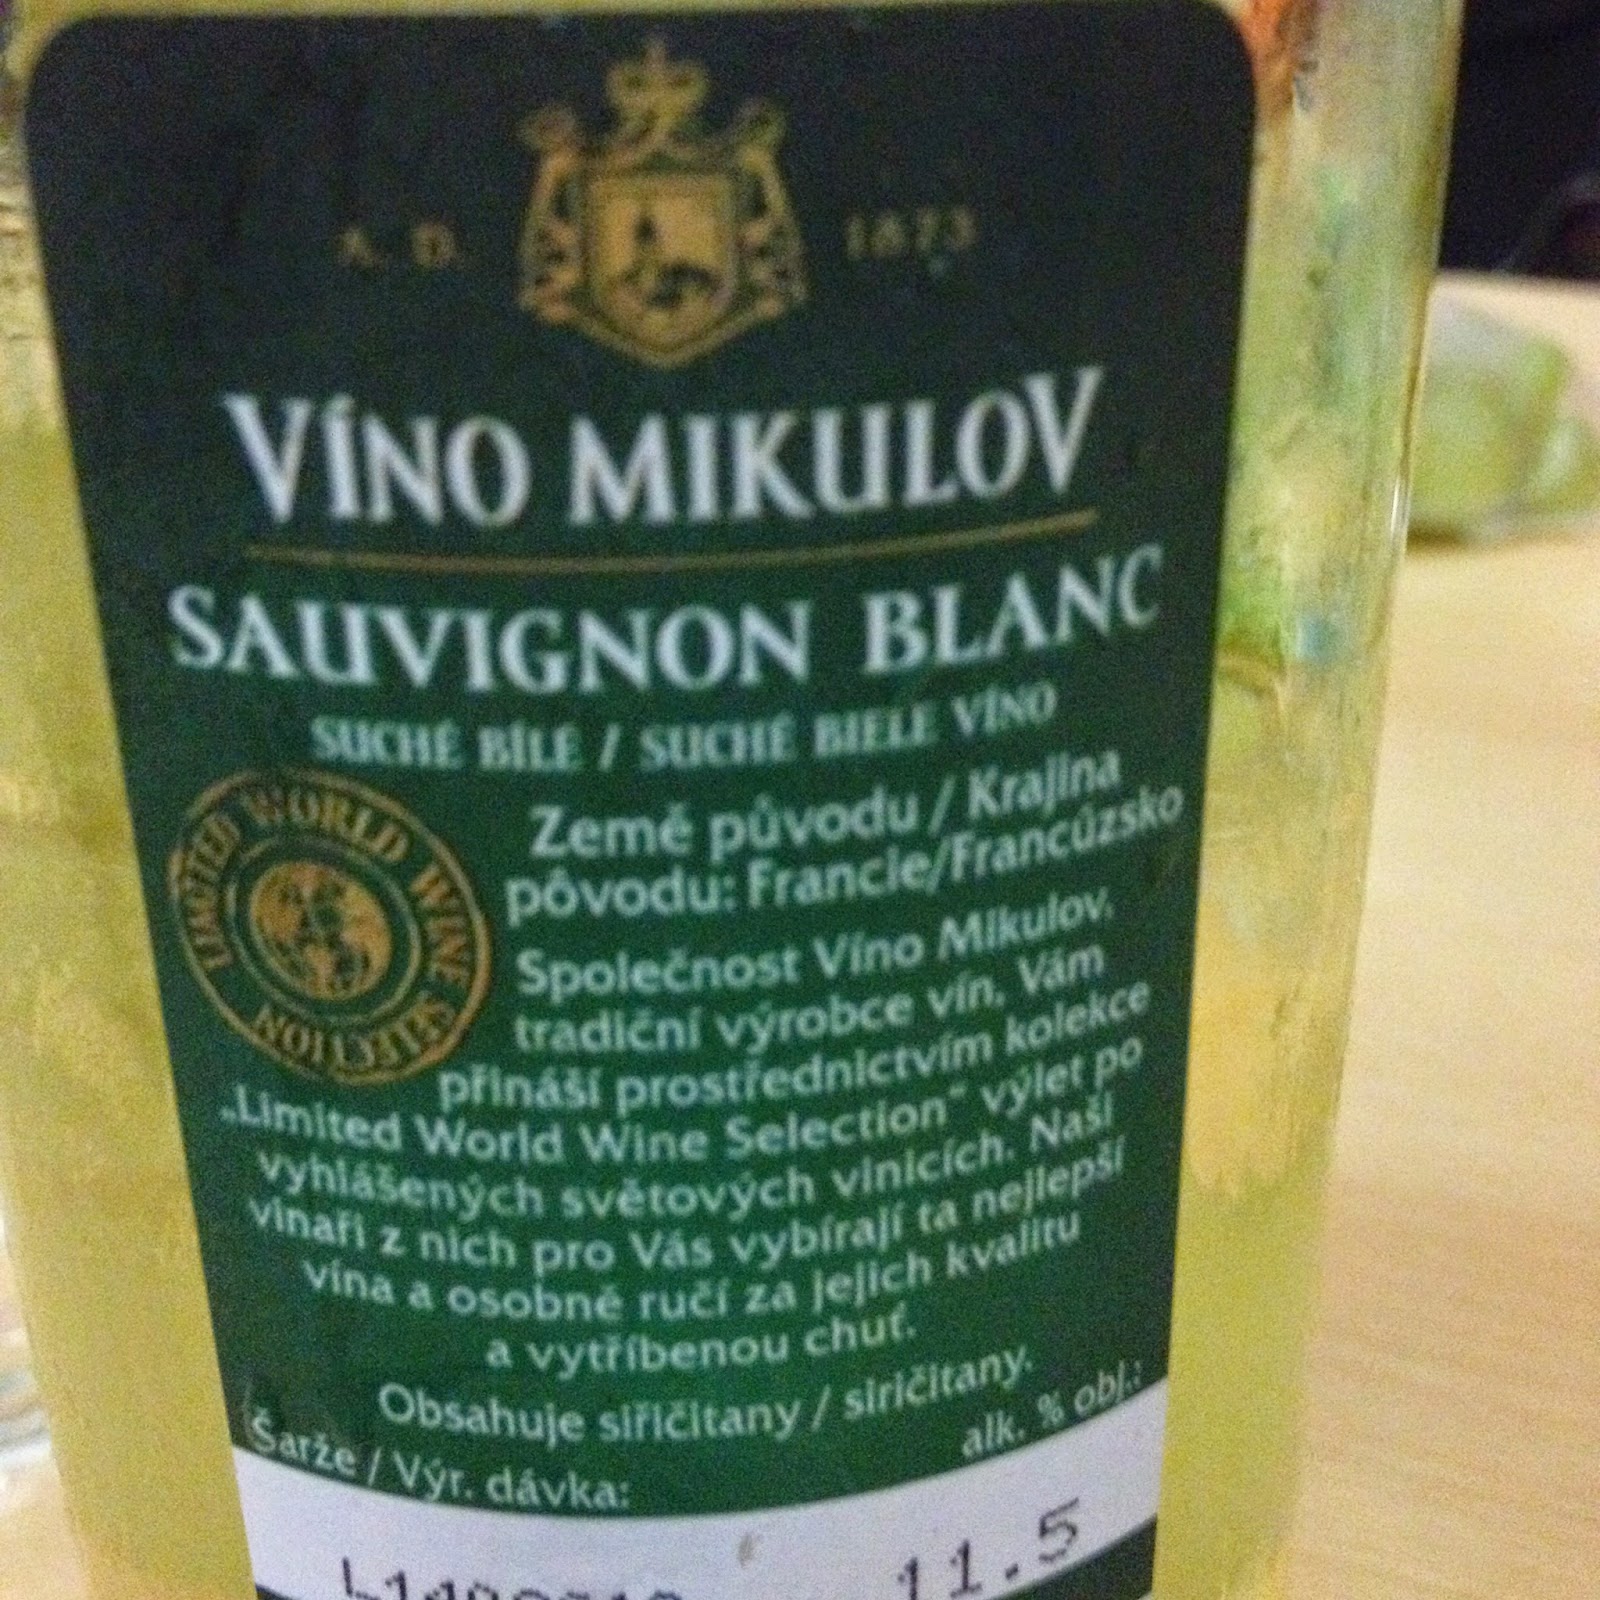 A. D. 1873
VÍNO MIKULOV
SAUVIGNON BLANC
SUCHÉ BÍLÉ / SUCHÉ BIELE VÍNO
LIMITED WORLD WINE SELECTION
Země původu / Krajina
pôvodu: Francie/Francúzsko
Společnost Víno Mikulov,
tradiční výrobce vín, Vám
přináší prostřednictvím kolekce
„Limited World Wine Selection“ výlet po
vyhlášených světových vinicích. Naši
vinaři z nich pro Vás vybírají ta nejlepší
vína a osobně ručí za jejich kvalitu
a vytříbenou chuť.
Obsahuje siřičitany / siričitany.
Šarže / Výr. dávka:
alk. % obj.:
11.5